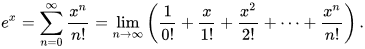 $e^x = \sum_{n=0}^{\infty} \frac{x^n}{n!} = \lim_{n \to \infty} \left( \frac{1}{0!} + \frac{x}{1!} + \frac{x^2}{2!} + \cdots + \frac{x^n}{n!} \right).$